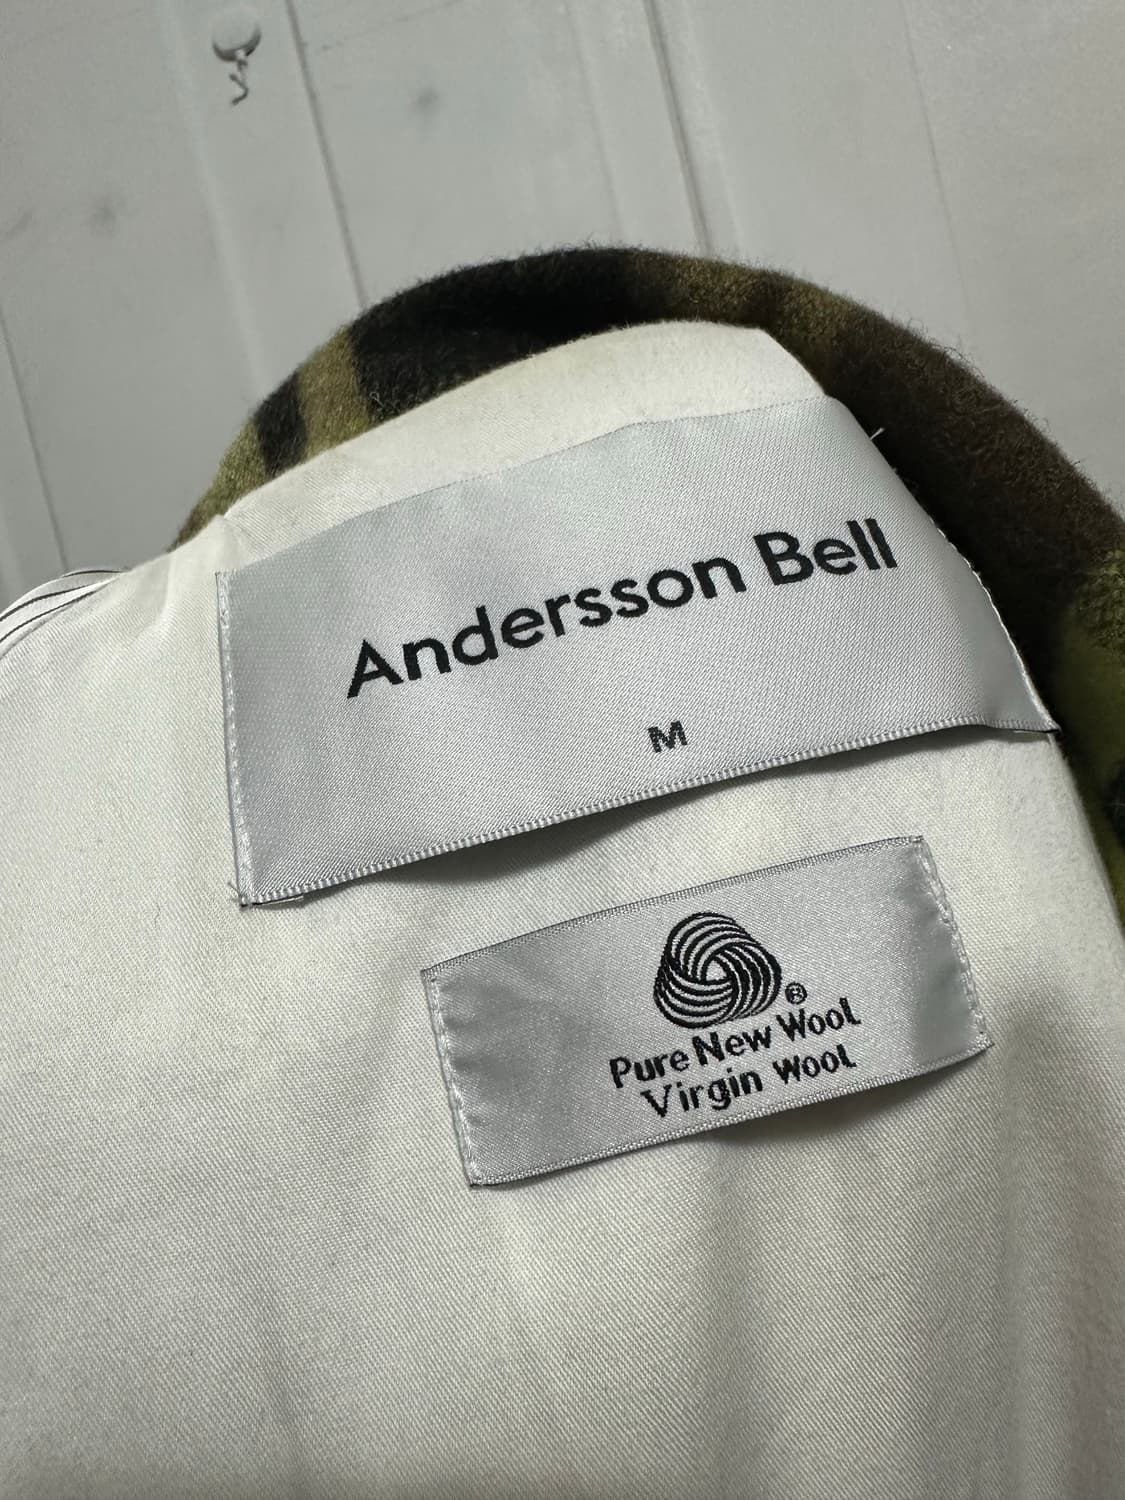 Andersson Bell
M
®
Pure New Wool
Virgin Wool